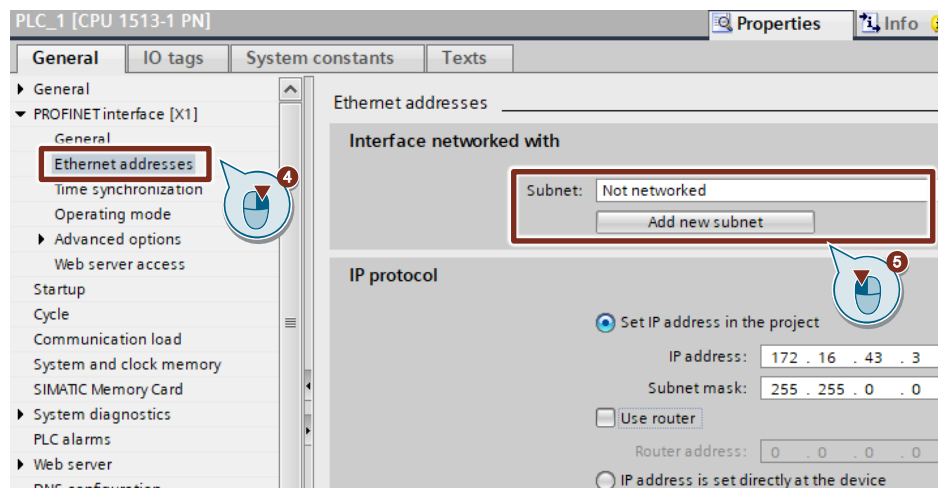 PLC_1 [CPU 1513-1 PN]
Properties Info
General IO tags System constants Texts
General
PROFINET interface [X1]
General
Ethernet addresses
4
Time synchronization
Operating mode
Advanced options
Web server access
Startup
Cycle
Communication load
System and clock memory
SIMATIC Memory Card
System diagnostics
PLC alarms
Web server
DNS configuration
Ethernet addresses
Interface networked with
Subnet: Not networked
Add new subnet
5
IP protocol
Set IP address in the project
IP address: 172 . 16 . 43 . 3
Subnet mask: 255 . 255 . 0 . 0
Use router
Router address: 0 . 0 . 0 . 0
IP address is set directly at the device